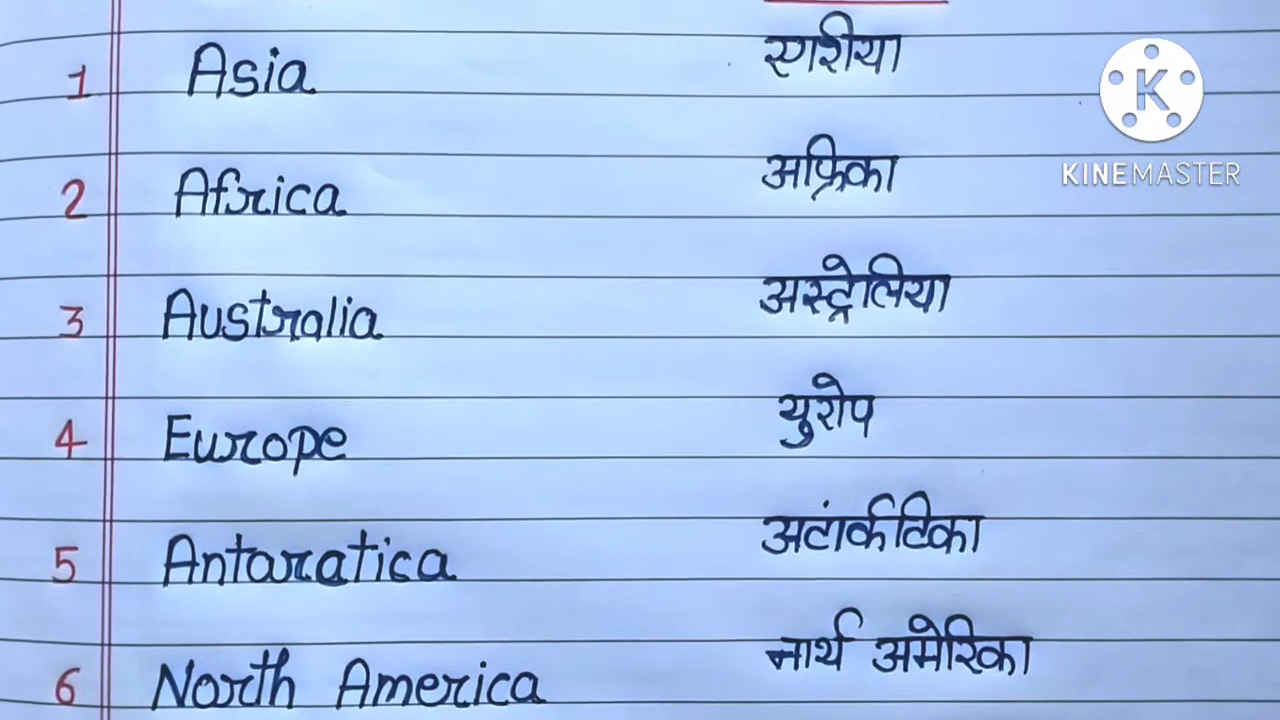 1 Asia एशीया
2 Africa अफ्रिका
3 Australia अस्ट्रेलिया
4 Europe युरोप
5 Antaratica अटांर्कटिका
6 North America नार्थ अमेरिका
K
KINEMASTER